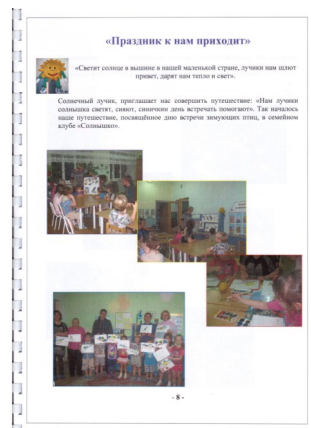 «Праздник к нам приходит»
«Светит солнце в вышине в нашей маленькой стране, лучики нам шлют
привет, дарят нам тепло и свет».
Солнечный лучик, приглашает нас совершить путешествие: «Нам лучики
солнышка светят, сияют, синичкин день встречать помогают». Так началось
наше путешествие, посвящённое дню встречи зимующих птиц, в семейном
клубе «Солнышко».
- 8 -